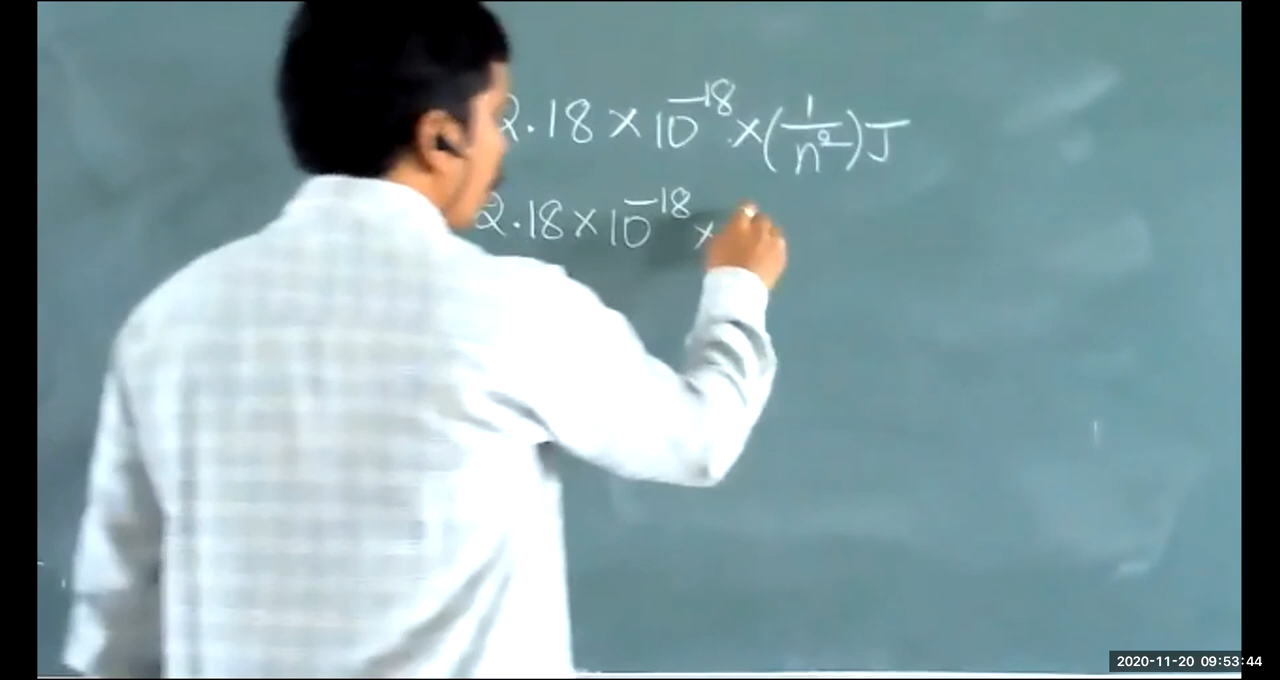 2.18 × 10⁻¹⁸ × (1/n²) J
2.18 × 10⁻¹⁸ ×
2020-11-20 09:53:44